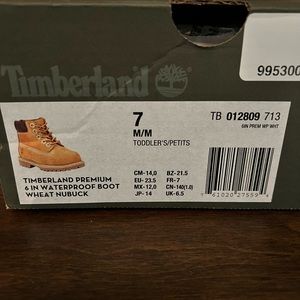 Timberland
995300
7
M/M
TODDLER'S/PETITS
TB 012809 713
6IN PREM WP WHT
TIMBERLAND PREMIUM
6 IN WATERPROOF BOOT
WHEAT NUBUCK
CM-14,0 BZ-21.5
EU-23.5 FR-7
MX-12,0 CN-140(1.0)
JP-14 UK-6.5
61020 27559